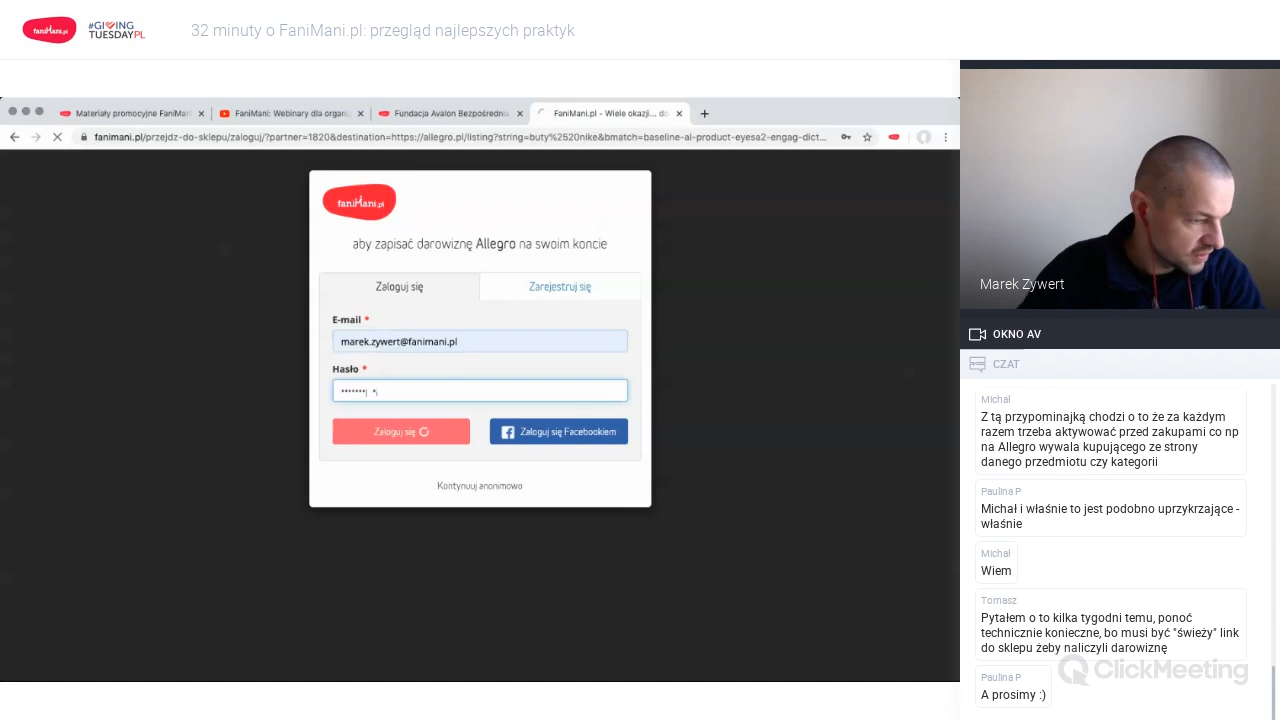 faniMani.pl
#GIVING
TUESDAYPL
32 minuty o FaniMani.pl: przegląd najlepszych praktyk
Materiały promocyjne FaniMan
FaniMani: Webinary dla organiz
Fundacja Avalon Bezpośrednia
FaniMani.pl - Wiele okazji... do
fanimani.pl/przejdz-do-sklepu/zaloguj/?partner=1820&destination=https://allegro.pl/listing?string=buty%2520nike&bmatch=baseline-al-product-eyesa2-engag-dict...
faniMani.pl
aby zapisać darowiznę Allegro na swoim koncie
Zaloguj się
Zarejestruj się
E-mail *
marek.zywert@fanimani.pl
Hasło *
Zaloguj się
Zaloguj się Facebookiem
Kontynuuj anonimowo
Marek Zywert
OKNO AV
CZAT
Michał
Z tą przypominajką chodzi o to że za każdym
razem trzeba aktywować przed zakupami co np
na Allegro wywala kupującego ze strony
danego przedmiotu czy kategorii
Paulina P
Michał i właśnie to jest podobno uprzykrzające -
właśnie
Michał
Wiem
Tomasz
Pytałem o to kilka tygodni temu, ponoć
technicznie konieczne, bo musi być "świeży" link
do sklepu żeby naliczyli darowiznę
Paulina P
A prosimy :)
ClickMeeting